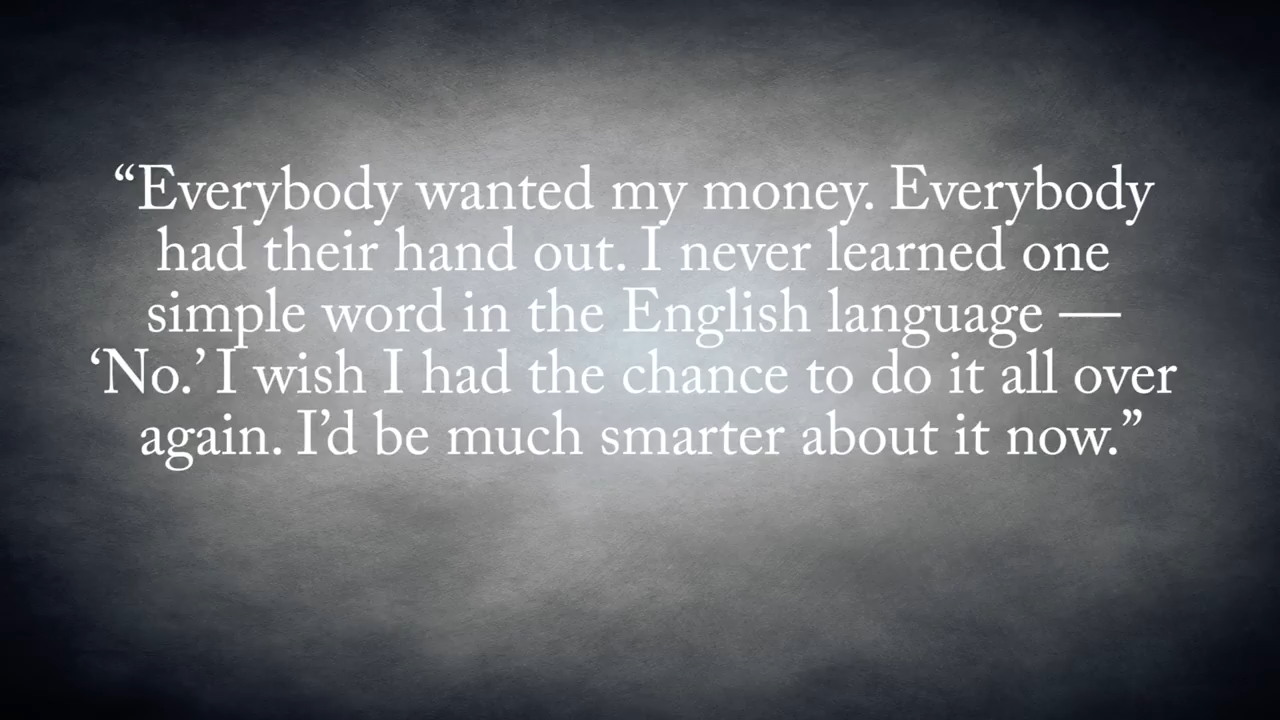 “Everybody wanted my money. Everybody
had their hand out. I never learned one
simple word in the English language —
‘No.’ I wish I had the chance to do it all over
again. I’d be much smarter about it now.”